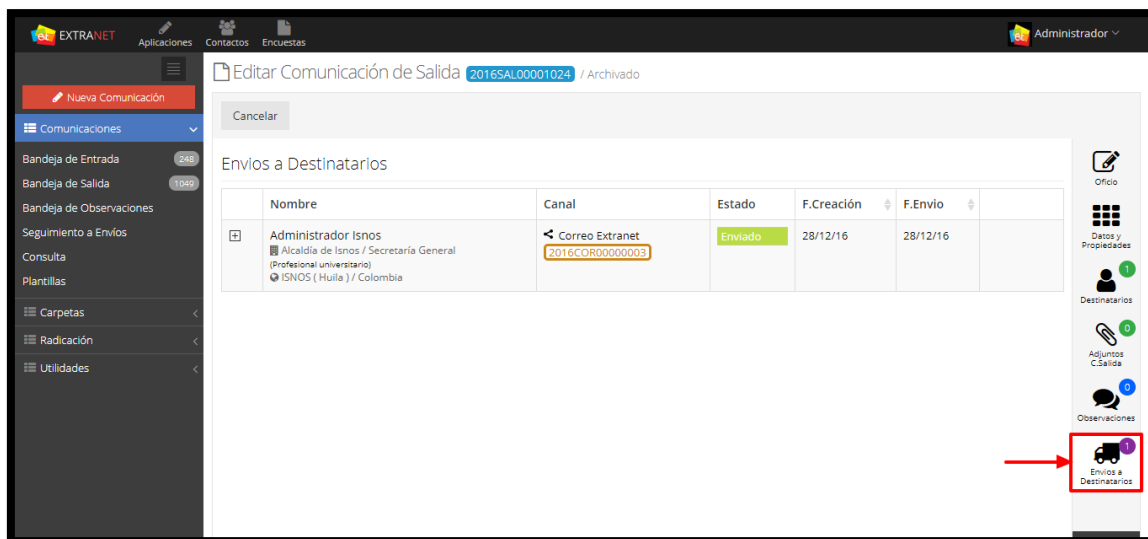 et EXTRANET
Aplicaciones
Contactos
Encuestas
et Administrador
Nueva Comunicación
Comunicaciones
Bandeja de Entrada 248
Bandeja de Salida 1049
Bandeja de Observaciones
Seguimiento a Envíos
Consulta
Plantillas
Carpetas
Radicación
Utilidades
Editar Comunicación de Salida 2016SAL00001024 / Archivado
Cancelar
Envios a Destinatarios
Nombre Canal Estado F.Creación F.Envio
Administrador Isnos Correo Extranet Enviado 28/12/16 28/12/16
Alcaldía de Isnos / Secretaría General 2016COR00000003
(Profesional universitario)
ISNOS ( Huila ) / Colombia
Oficio
Datos y
Propiedades
1
Destinatarios
0
Adjuntos
C.Salida
0
Observaciones
1
Envios a
Destinatarios